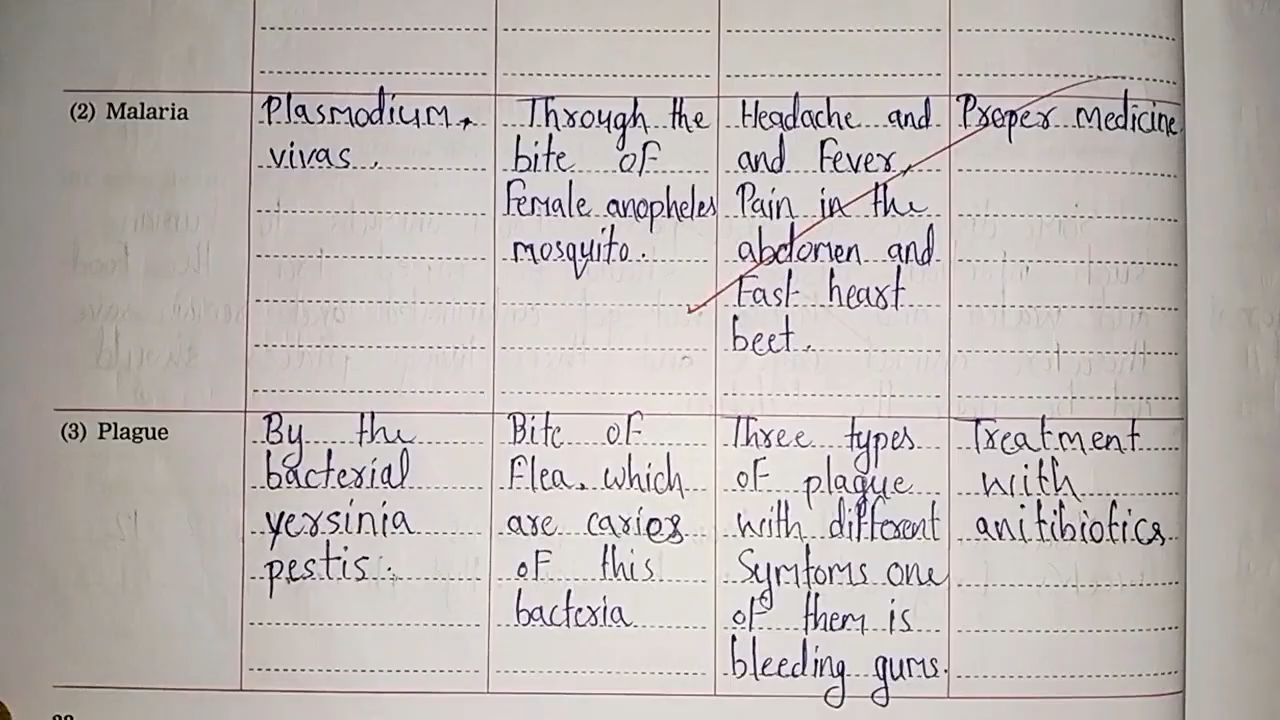 (2) Malaria
Plasmodium
vivas.
Through the
bite of
Female anopheles
mosquito.
Headache and
and Fever,
Pain in the
abdomen and
Fast heart
beet.
Proper medicine
(3) Plague
By the
bacterial
yersinia
pestis.
Bite of
Flea. which
are caries
of this
bacteria
Three types
of plague
with different
Symtoms one
of them is
bleeding gums.
Treatment
with
anitibiotics